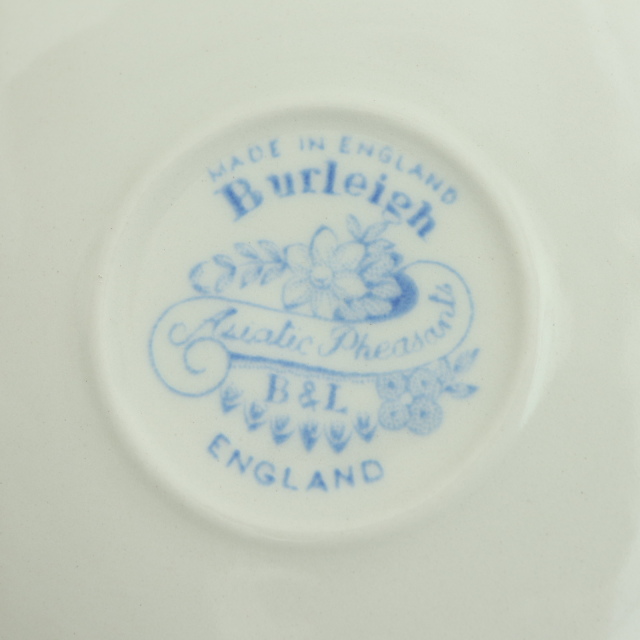 MADE IN ENGLAND
Burleigh
Asiatic Pheasants
B&L
ENGLAND